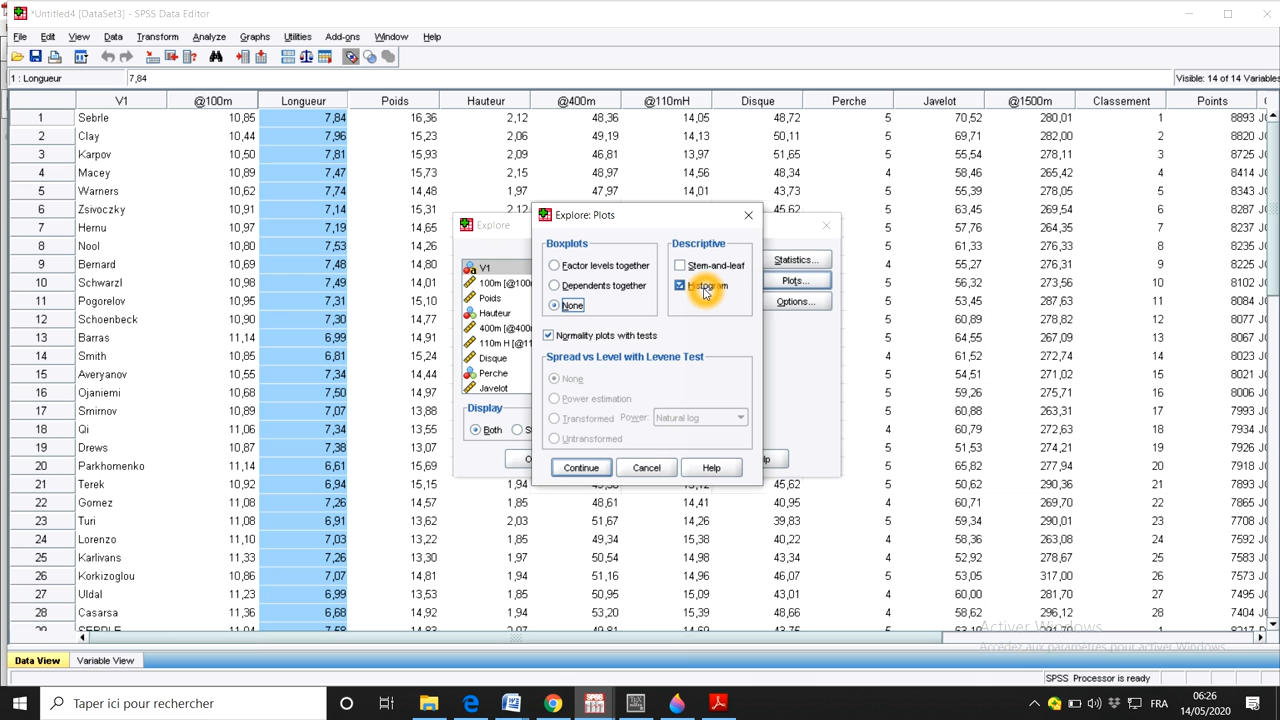 *Untitled4 [DataSet3] - SPSS Data Editor
File Edit View Data Transform Analyze Graphs Utilities Add-ons Window Help
1 : Longueur 7,84 Visible: 14 of 14 Variables
V1 @100m Longueur Poids Hauteur @400m @110mH Disque Perche Javelot @1500m Classement Points
1 Sebrle 10,85 7,84 16,36 2,12 48,36 14,05 48,72 5 70,52 280,01 1 8893
2 Clay 10,44 7,96 15,23 2,06 49,19 14,13 50,11 5 69,71 282,00 2 8820
3 Karpov 10,50 7,81 15,93 2,09 46,81 13,97 51,65 5 55,54 278,11 3 8725
4 Macey 10,89 7,47 15,73 2,15 48,97 14,56 48,34 4 58,46 265,42 4 8414
5 Warners 10,62 7,74 14,48 1,97 47,97 14,01 43,73 5 55,39 278,05 5 8343
6 Zsivoczky 10,91 7,14 15,31 2,12 45,62 5 63,45 269,54 6 8287
7 Hernu 10,97 7,19 14,65 5 57,76 264,35 7 8237
8 Nool 10,80 7,53 14,26 5 61,33 276,33 8 8235
9 Bernard 10,69 7,48 14,80 4 55,27 276,31 9 8225
10 Schwarzl 10,98 7,49 14,01 5 56,32 273,56 10 8102
11 Pogorelov 10,95 7,31 15,10 5 53,45 287,63 11 8084
12 Schoenbeck 10,90 7,30 14,77 5 60,89 278,82 12 8077
13 Barras 11,14 6,99 14,91 5 64,55 267,09 13 8067
14 Smith 10,85 6,81 15,24 4 61,52 272,74 14 8023
15 Averyanov 10,55 7,34 14,44 5 54,51 271,02 15 8021
16 Ojaniemi 10,68 7,50 14,97 5 59,26 275,71 16 8006
17 Smirnov 10,89 7,07 13,88 5 60,88 263,31 17 7993
18 Qi 11,06 7,34 13,55 5 60,79 272,63 18 7934
19 Drews 10,87 7,38 13,07 5 51,53 274,21 19 7926
20 Parkhomenko 11,14 6,61 15,69 5 65,82 277,94 20 7918
21 Terek 10,92 6,94 15,15 1,94 45,62 5 50,62 290,36 21 7893
22 Gomez 11,08 7,26 14,57 1,85 48,61 14,41 40,95 4 60,71 269,70 22 7865
23 Turi 11,08 6,91 13,62 2,03 51,67 14,26 39,83 5 59,34 290,01 23 7708
24 Lorenzo 11,10 7,03 13,22 1,85 49,34 15,38 40,22 5 58,36 263,08 24 7592
25 Karlivans 11,33 7,26 13,30 1,97 50,54 14,98 43,34 5 52,92 278,67 25 7583
26 Korkizoglou 10,86 7,07 14,81 1,94 51,16 14,96 46,07 5 53,05 317,00 26 7573
27 Uldal 11,23 6,99 13,53 1,85 50,95 15,09 43,01 5 60,00 281,70 27 7495
28 Casarsa 11,36 6,68 14,92 1,94 53,20 15,39 48,66 4 58,62 296,12 28 7404
Explore
V1
Poids
Hauteur
Disque
Perche
Javelot
Display
Both
Statistics...
Plots...
Options...
Explore: Plots
Boxplots Descriptive
Factor levels together Stem-and-leaf
Dependents together Histogram
None
Normality plots with tests
Spread vs Level with Levene Test
None
Power estimation
Transformed Power: Natural log
Untransformed
Continue Cancel Help
Activer Windows
Accédez aux paramètres pour activer Windows.
Data View Variable View
SPSS Processor is ready
Taper ici pour rechercher FRA 06:26
14/05/2020